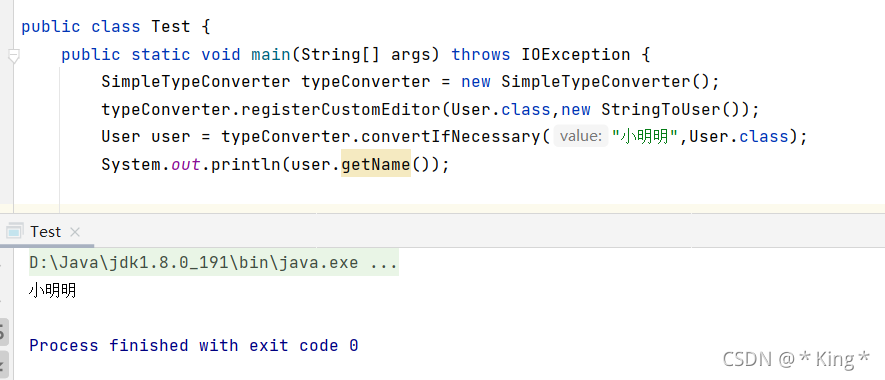 public class Test {
public static void main(String[] args) throws IOException {
SimpleTypeConverter typeConverter = new SimpleTypeConverter();
typeConverter.registerCustomEditor(User.class,new StringToUser());
User user = typeConverter.convertIfNecessary( value: "小明明",User.class);
System.out.println(user.getName());
Test ×
D:\Java\jdk1.8.0_191\bin\java.exe ...
小明明
Process finished with exit code 0
CSDN @＊King＊